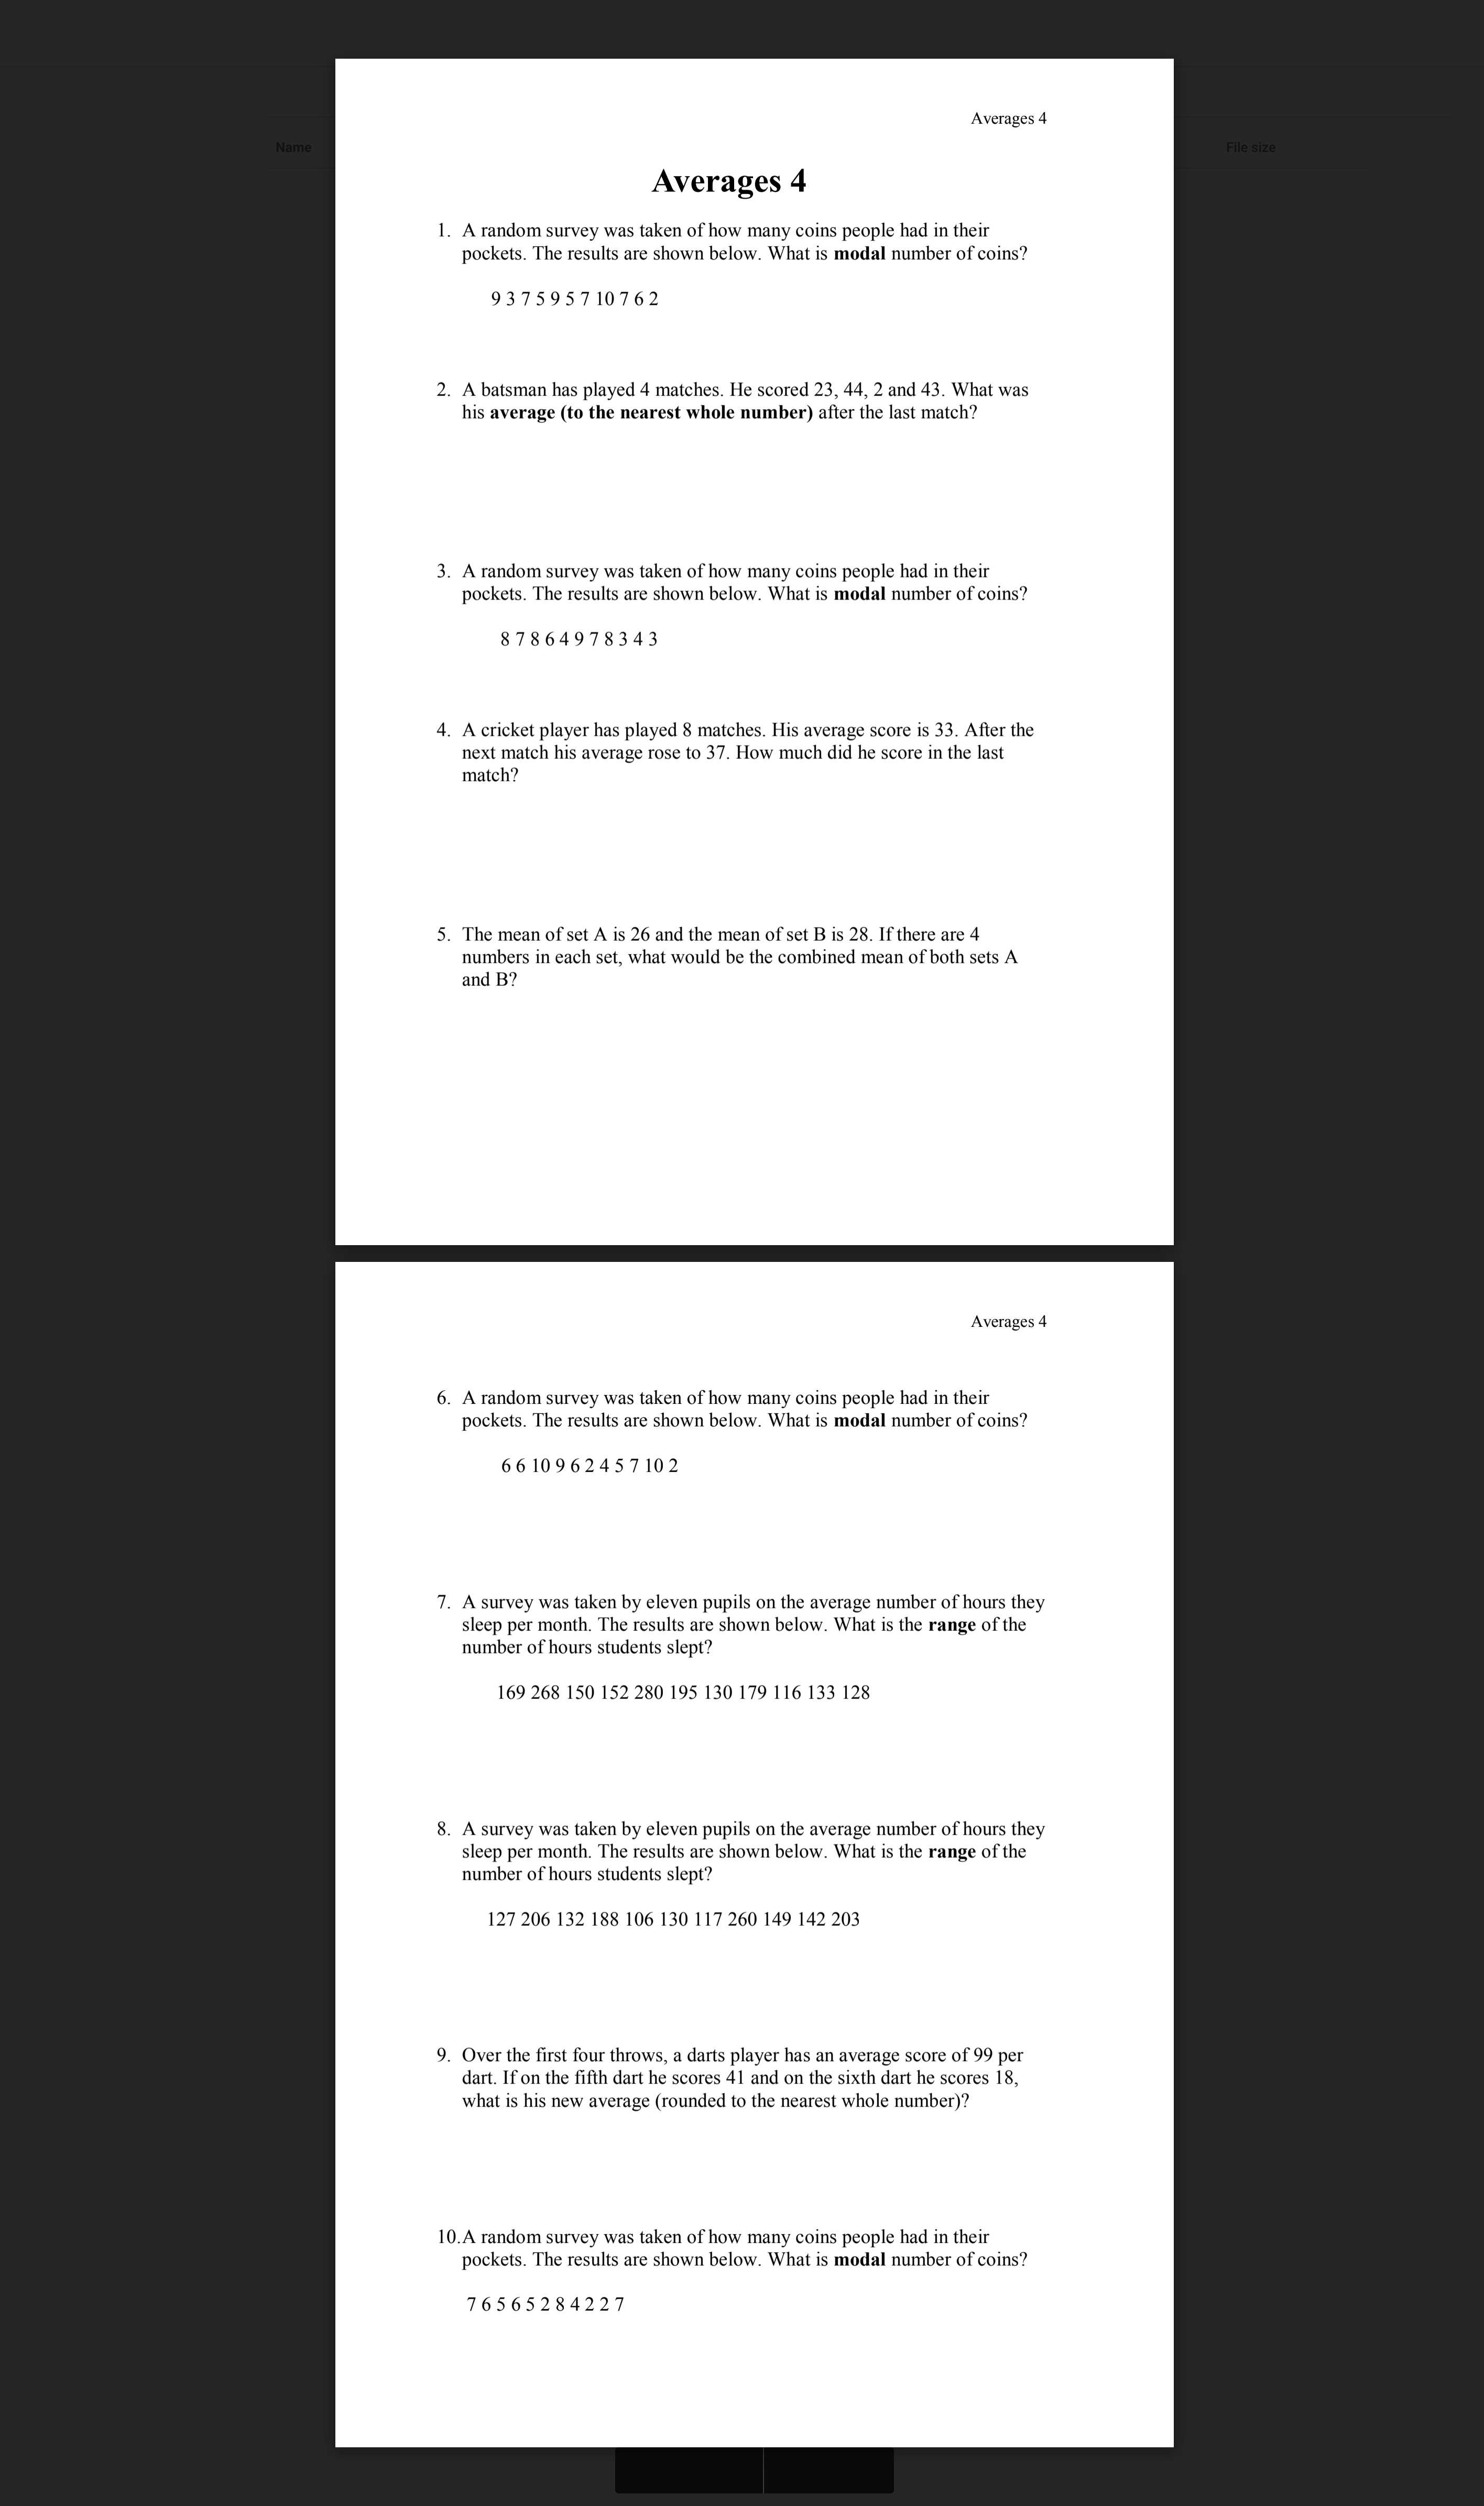 Averages 4
Name
File size
Averages 4
1. A random survey was taken of how many coins people had in their
pockets. The results are shown below. What is modal number of coins?
9 3 7 5 9 5 7 10 7 6 2
2. A batsman has played 4 matches. He scored 23, 44, 2 and 43. What was
his average (to the nearest whole number) after the last match?
3. A random survey was taken of how many coins people had in their
pockets. The results are shown below. What is modal number of coins?
8 7 8 6 4 9 7 8 3 4 3
4. A cricket player has played 8 matches. His average score is 33. After the
next match his average rose to 37. How much did he score in the last
match?
5. The mean of set A is 26 and the mean of set B is 28. If there are 4
numbers in each set, what would be the combined mean of both sets A
and B?
Averages 4
6. A random survey was taken of how many coins people had in their
pockets. The results are shown below. What is modal number of coins?
6 6 10 9 6 2 4 5 7 10 2
7. A survey was taken by eleven pupils on the average number of hours they
sleep per month. The results are shown below. What is the range of the
number of hours students slept?
169 268 150 152 280 195 130 179 116 133 128
8. A survey was taken by eleven pupils on the average number of hours they
sleep per month. The results are shown below. What is the range of the
number of hours students slept?
127 206 132 188 106 130 117 260 149 142 203
9. Over the first four throws, a darts player has an average score of 99 per
dart. If on the fifth dart he scores 41 and on the sixth dart he scores 18,
what is his new average (rounded to the nearest whole number)?
10. A random survey was taken of how many coins people had in their
pockets. The results are shown below. What is modal number of coins?
7 6 5 6 5 2 8 4 2 2 7